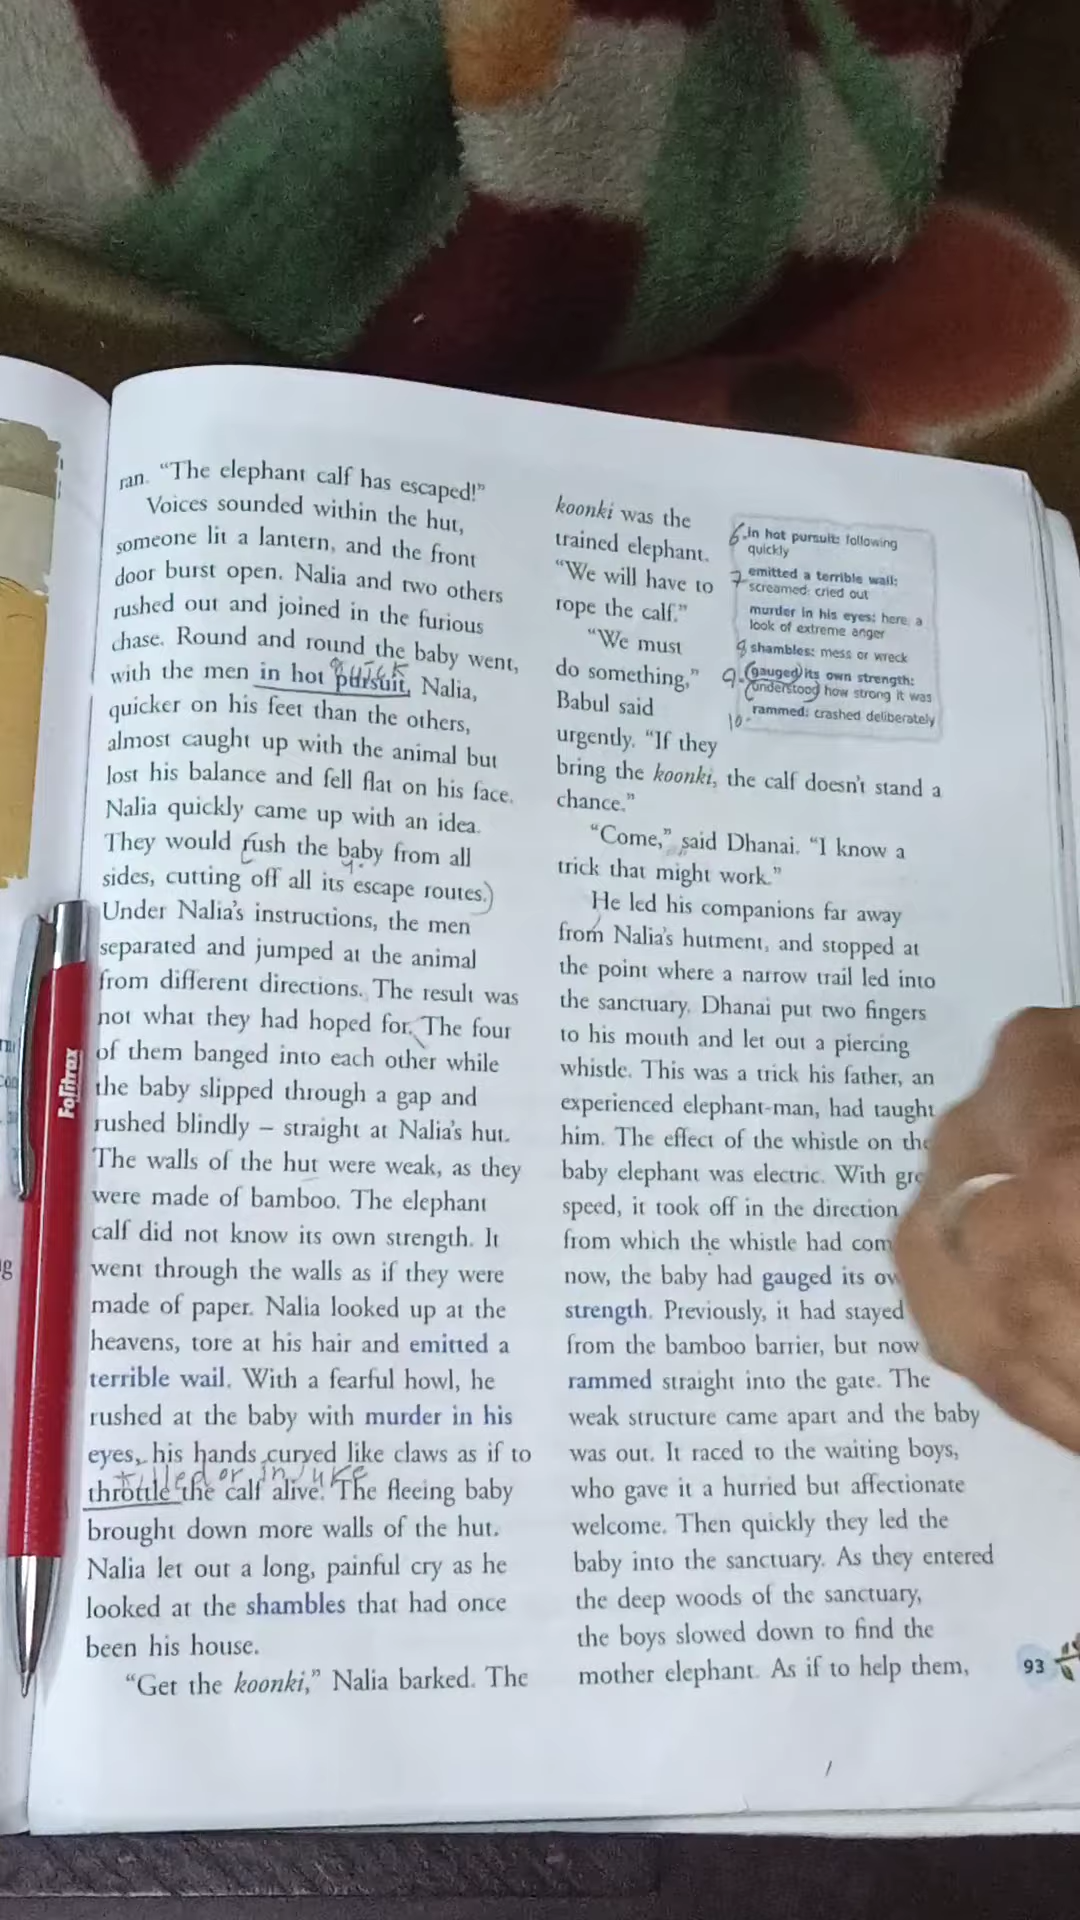 ran. “The elephant calf has escaped!”
Voices sounded within the hut,
someone lit a lantern, and the front
door burst open. Nalia and two others
rushed out and joined in the furious
chase. Round and round the baby went,
quick
with the men in hot pursuit. Nalia,
quicker on his feet than the others,
almost caught up with the animal but
lost his balance and fell flat on his face.
Nalia quickly came up with an idea.
They would rush the baby from all
sides, cutting off all its escape routes.
Under Nalia’s instructions, the men
separated and jumped at the animal
from different directions. The result was
not what they had hoped for. The four
of them banged into each other while
the baby slipped through a gap and
rushed blindly – straight at Nalia’s hut.
The walls of the hut were weak, as they
were made of bamboo. The elephant
calf did not know its own strength. It
went through the walls as if they were
made of paper. Nalia looked up at the
heavens, tore at his hair and emitted a
terrible wail. With a fearful howl, he
rushed at the baby with murder in his
eyes, his hands curved like claws as if to
killed or injure
throttle the calf alive. The fleeing baby
brought down more walls of the hut.
Nalia let out a long, painful cry as he
looked at the shambles that had once
been his house.
“Get the koonki,” Nalia barked. The
koonki was the
trained elephant.
“We will have to
rope the calf.”
“We must
do something,”
Babul said
urgently. “If they
bring the koonki, the calf doesn’t stand a
chance.”
“Come,” said Dhanai. “I know a
trick that might work.”
He led his companions far away
from Nalia’s hutment, and stopped at
the point where a narrow trail led into
the sanctuary. Dhanai put two fingers
to his mouth and let out a piercing
whistle. This was a trick his father, an
experienced elephant-man, had taught
him. The effect of the whistle on the
baby elephant was electric. With
speed, it took off in the direction
from which the whistle had
now, the baby had gauged its
strength. Previously, it had stayed
from the bamboo barrier, but now
rammed straight into the gate. The
weak structure came apart and the baby
was out. It raced to the waiting boys,
who gave it a hurried but affectionate
welcome. Then quickly they led the
baby into the sanctuary. As they entered
the deep woods of the sanctuary,
the boys slowed down to find the
mother elephant. As if to help them,
6. in hot pursuit: following
quickly
7 emitted a terrible wail:
screamed; cried out
murder in his eyes: here, a
look of extreme anger
8 shambles: mess or wreck
9. gauged its own strength:
understood how strong it was
10. rammed: crashed deliberately
93
Folitrax